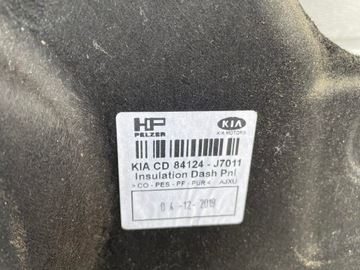 HP KIA
PELZER KIA MOTORS
KIA CD 84124 - J7011
Insulation Dash Pnl
>CO - PES - PF - PUR< AJXU
04 -12- 2019